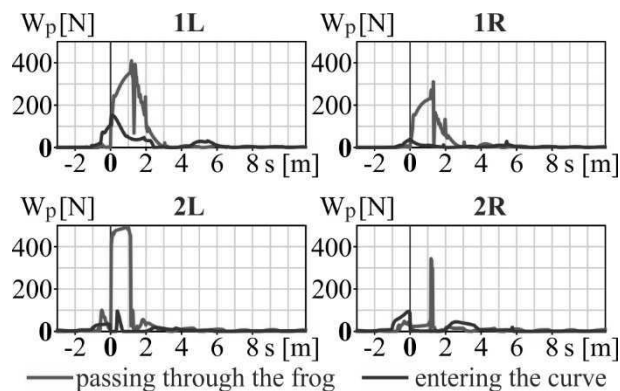 Wp[N] 1L Wp[N] 1R
400 400
200 200
0 0
-2 0 2 4 6 8 s [m] -2 0 2 4 6 8 s [m]
Wp[N] 2L Wp[N] 2R
400 400
200 200
0 0
-2 0 2 4 6 8 s [m] -2 0 2 4 6 8 s [m]
passing through the frog entering the curve